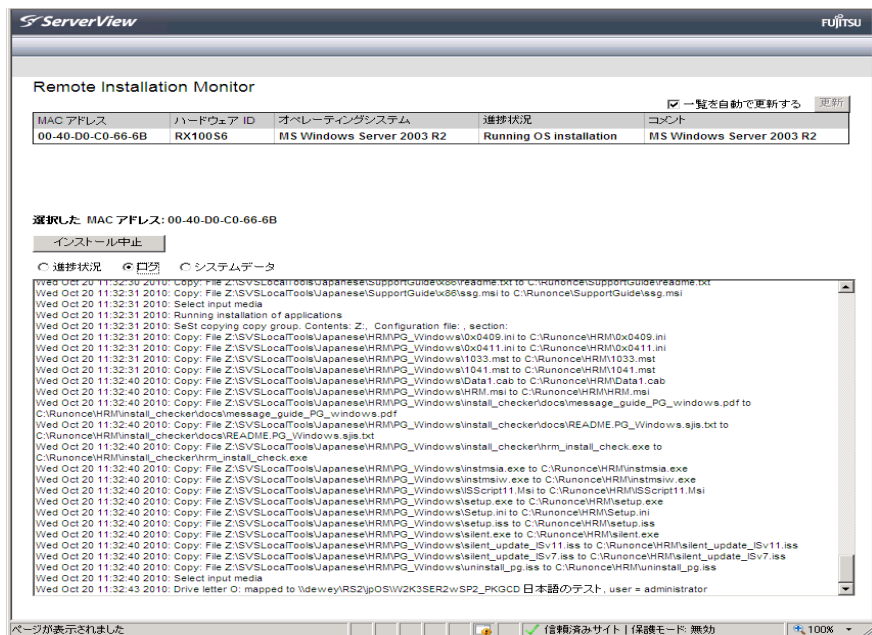 ServerView
FUJITSU
Remote Installation Monitor
一覧を自動で更新する 更新
MAC アドレス ハードウェア ID オペレーティングシステム 進捗状況 コメント
00-40-D0-C0-66-6B RX100S6 MS Windows Server 2003 R2 Running OS installation MS Windows Server 2003 R2
選択した MAC アドレス: 00-40-D0-C0-66-6B
インストール中止
進捗状況 ログ システムデータ
Wed Oct 20 11:32:30 2010: Copy: File Z:\SVSLocalTools\Japanese\SupportGuide\x86\readme.txt to C:\Runonce\SupportGuide\readme.txt
Wed Oct 20 11:32:31 2010: Copy: File Z:\SVSLocalTools\Japanese\SupportGuide\x86\ssg.msi to C:\Runonce\SupportGuide\ssg.msi
Wed Oct 20 11:32:31 2010: Select input media
Wed Oct 20 11:32:31 2010: Running installation of applications
Wed Oct 20 11:32:31 2010: SeSt copying copy group. Contents: Z:, Configuration file: , section:
Wed Oct 20 11:32:31 2010: Copy: File Z:\SVSLocalTools\Japanese\HRM\PG_Windows\0x0409.ini to C:\Runonce\HRM\0x0409.ini
Wed Oct 20 11:32:31 2010: Copy: File Z:\SVSLocalTools\Japanese\HRM\PG_Windows\0x0411.ini to C:\Runonce\HRM\0x0411.ini
Wed Oct 20 11:32:31 2010: Copy: File Z:\SVSLocalTools\Japanese\HRM\PG_Windows\1033.mst to C:\Runonce\HRM\1033.mst
Wed Oct 20 11:32:31 2010: Copy: File Z:\SVSLocalTools\Japanese\HRM\PG_Windows\1041.mst to C:\Runonce\HRM\1041.mst
Wed Oct 20 11:32:40 2010: Copy: File Z:\SVSLocalTools\Japanese\HRM\PG_Windows\Data1.cab to C:\Runonce\HRM\Data1.cab
Wed Oct 20 11:32:40 2010: Copy: File Z:\SVSLocalTools\Japanese\HRM\PG_Windows\HRM.msi to C:\Runonce\HRM\HRM.msi
Wed Oct 20 11:32:40 2010: Copy: File Z:\SVSLocalTools\Japanese\HRM\PG_Windows\install_checker\docs\message_guide_PG_windows.pdf to
C:\Runonce\HRM\install_checker\docs\message_guide_PG_windows.pdf
Wed Oct 20 11:32:40 2010: Copy: File Z:\SVSLocalTools\Japanese\HRM\PG_Windows\install_checker\docs\README.PG_Windows.sjis.txt to
C:\Runonce\HRM\install_checker\docs\README.PG_Windows.sjis.txt
Wed Oct 20 11:32:40 2010: Copy: File Z:\SVSLocalTools\Japanese\HRM\PG_Windows\install_checker\hrm_install_check.exe to
C:\Runonce\HRM\install_checker\hrm_install_check.exe
Wed Oct 20 11:32:40 2010: Copy: File Z:\SVSLocalTools\Japanese\HRM\PG_Windows\instmsia.exe to C:\Runonce\HRM\instmsia.exe
Wed Oct 20 11:32:40 2010: Copy: File Z:\SVSLocalTools\Japanese\HRM\PG_Windows\instmsiw.exe to C:\Runonce\HRM\instmsiw.exe
Wed Oct 20 11:32:40 2010: Copy: File Z:\SVSLocalTools\Japanese\HRM\PG_Windows\ISScript11.Msi to C:\Runonce\HRM\ISScript11.Msi
Wed Oct 20 11:32:40 2010: Copy: File Z:\SVSLocalTools\Japanese\HRM\PG_Windows\setup.exe to C:\Runonce\HRM\setup.exe
Wed Oct 20 11:32:40 2010: Copy: File Z:\SVSLocalTools\Japanese\HRM\PG_Windows\Setup.ini to C:\Runonce\HRM\Setup.ini
Wed Oct 20 11:32:40 2010: Copy: File Z:\SVSLocalTools\Japanese\HRM\PG_Windows\setup.iss to C:\Runonce\HRM\setup.iss
Wed Oct 20 11:32:40 2010: Copy: File Z:\SVSLocalTools\Japanese\HRM\PG_Windows\silent.exe to C:\Runonce\HRM\silent.exe
Wed Oct 20 11:32:40 2010: Copy: File Z:\SVSLocalTools\Japanese\HRM\PG_Windows\silent_update_ISv11.iss to C:\Runonce\HRM\silent_update_ISv11.iss
Wed Oct 20 11:32:40 2010: Copy: File Z:\SVSLocalTools\Japanese\HRM\PG_Windows\silent_update_ISv7.iss to C:\Runonce\HRM\silent_update_ISv7.iss
Wed Oct 20 11:32:40 2010: Copy: File Z:\SVSLocalTools\Japanese\HRM\PG_Windows\uninstall_pg.iss to C:\Runonce\HRM\uninstall_pg.iss
Wed Oct 20 11:32:40 2010: Select input media
Wed Oct 20 11:32:43 2010: Drive letter O: mapped to \\dewey\RS2\jpOS\W2K3SER2wSP2_PKGCD 日本語のテスト, user = administrator
ページが表示されました 信頼済みサイト | 保護モード: 無効 100%